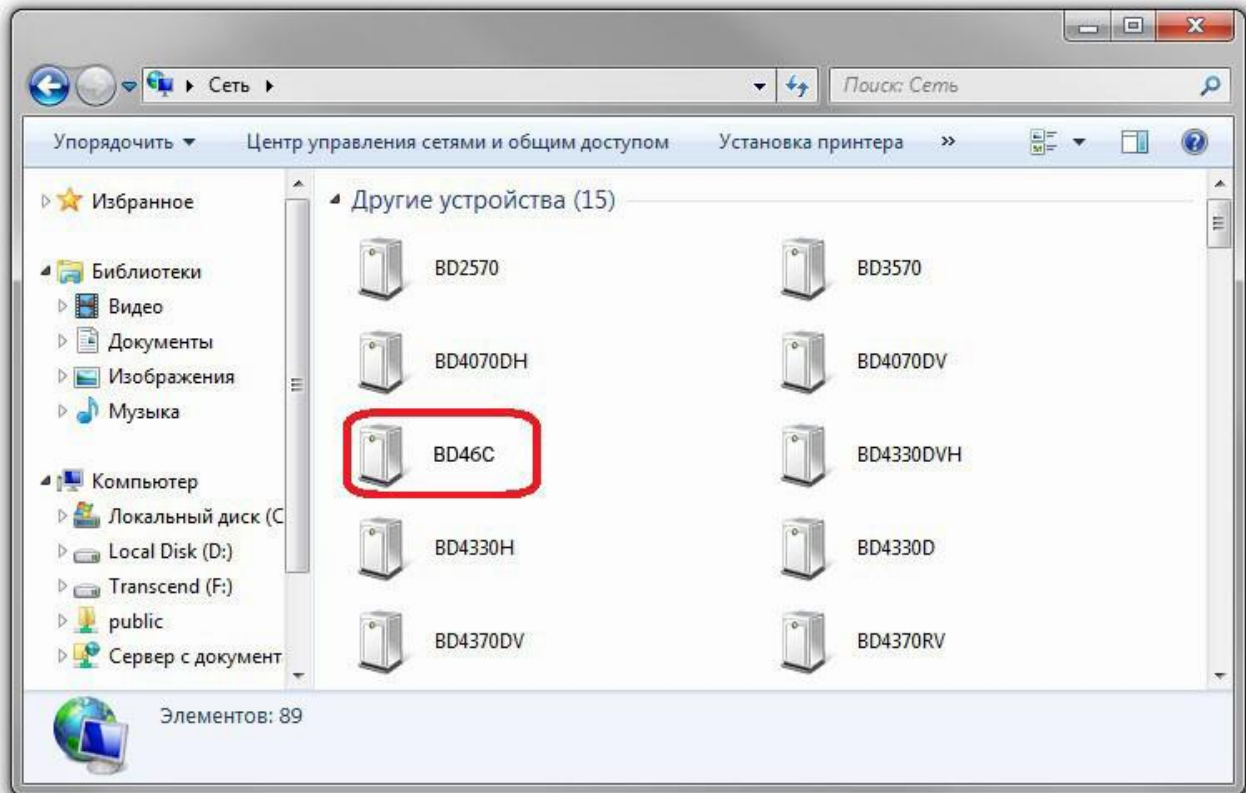 Сеть
Поиск: Сеть
Упорядочить
Центр управления сетями и общим доступом
Установка принтера
»
Избранное
Библиотеки
Видео
Документы
Изображения
Музыка
Компьютер
Локальный диск (C
Local Disk (D:)
Transcend (F:)
public
Сервер с документ
Другие устройства (15)
BD2570
BD3570
BD4070DH
BD4070DV
BD46C
BD4330DVH
BD4330H
BD4330D
BD4370DV
BD4370RV
Элементов: 89